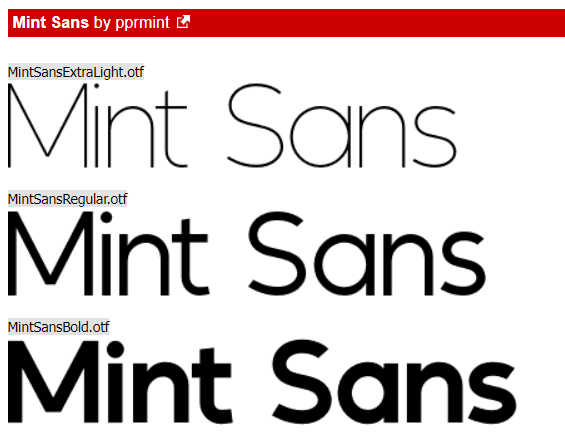 Mint Sans by pprmint
MintSansExtraLight.otf
Mint Sans
MintSansRegular.otf
Mint Sans
MintSansBold.otf
Mint Sans